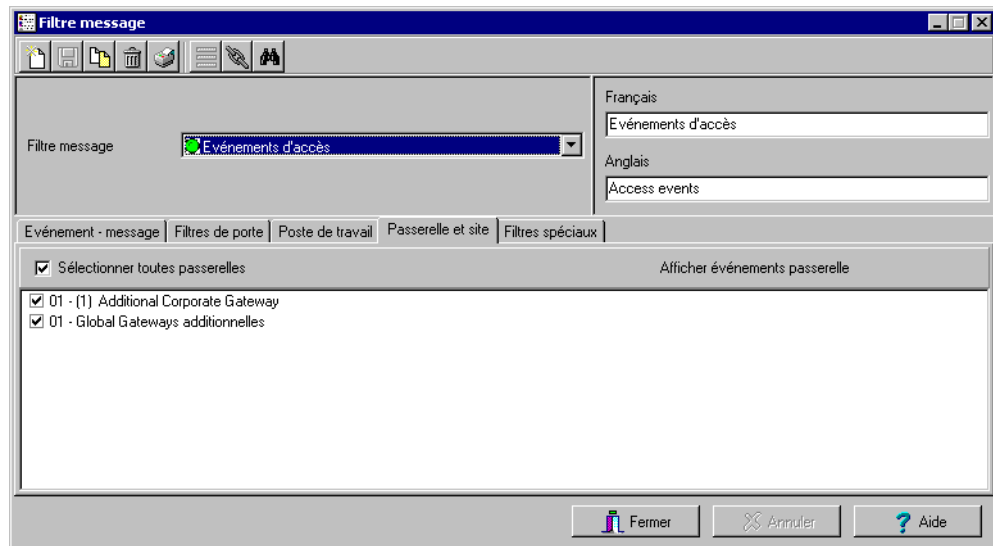 Filtre message
Français
Evénements d'accès
Filtre message
Evénements d'accès
Anglais
Access events
Evénement - message
Filtres de porte
Poste de travail
Passerelle et site
Filtres spéciaux
Sélectionner toutes passerelles
Afficher événements passerelle
01 - (1) Additional Corporate Gateway
01 - Global Gateways additionnelles
Fermer
Annuler
Aide